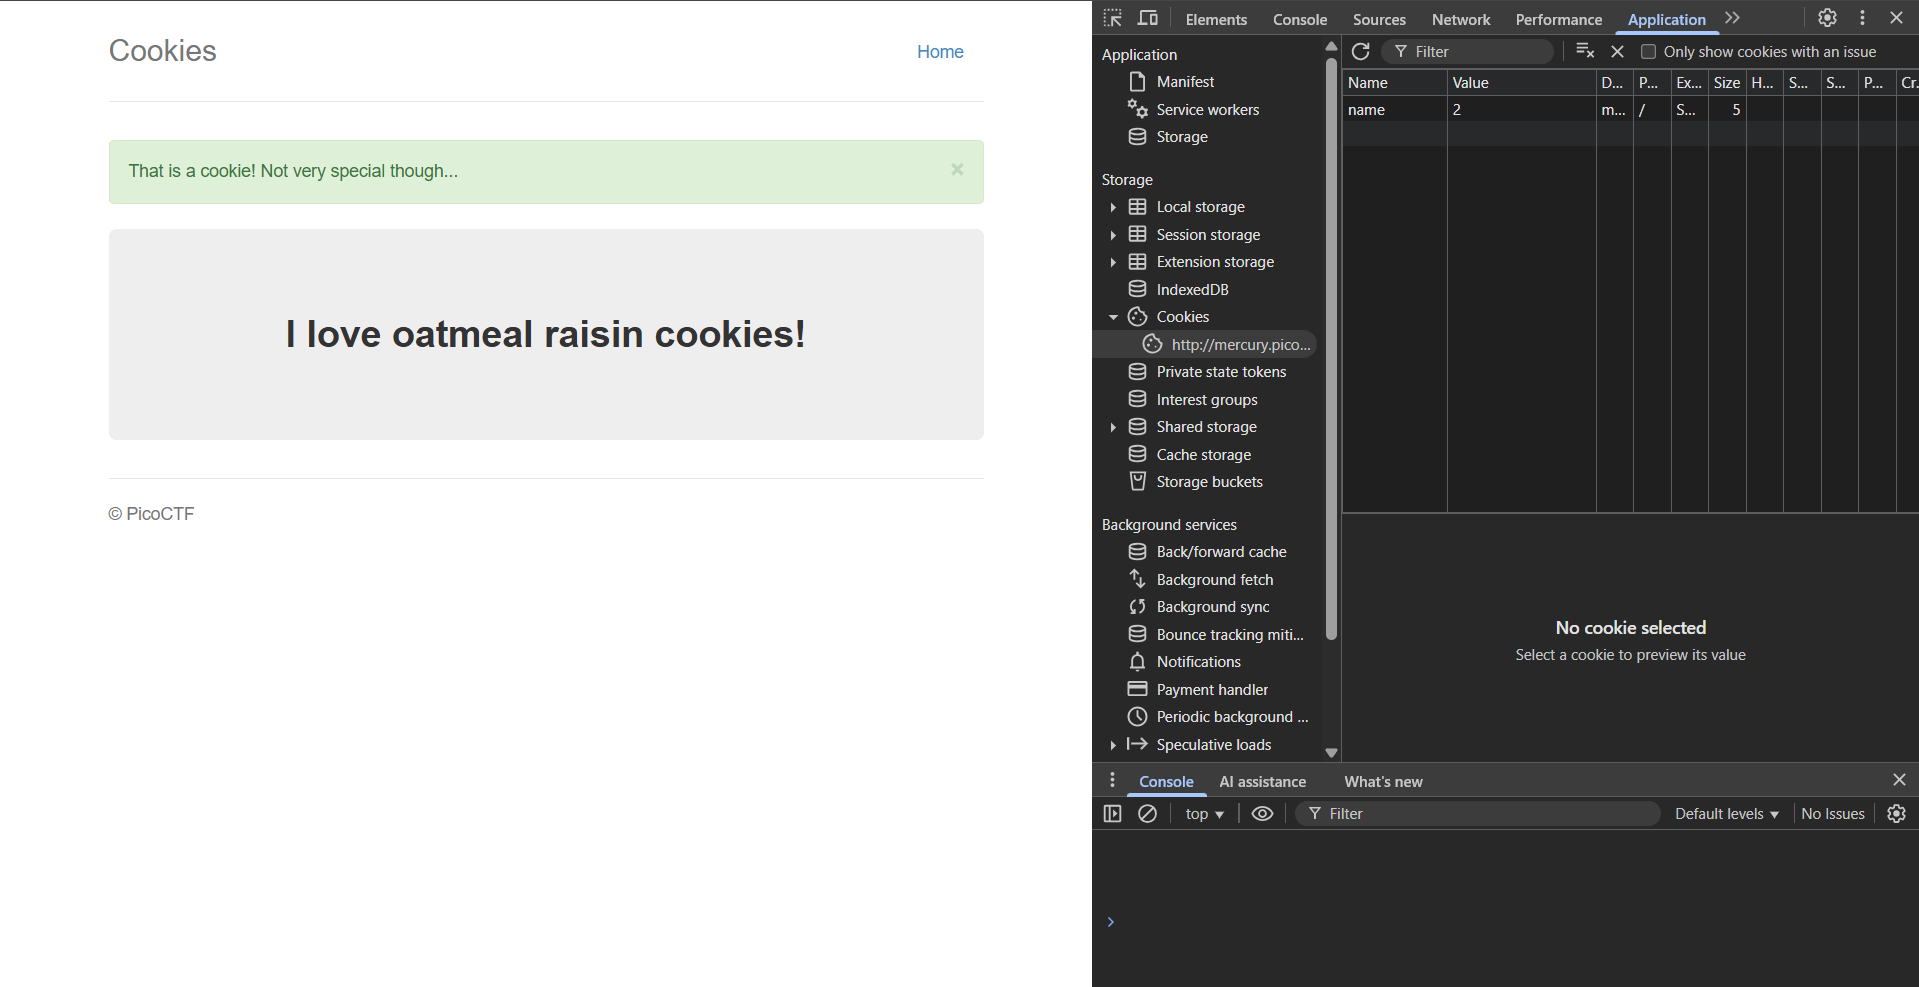 Cookies
Home
That is a cookie! Not very special though...
×
I love oatmeal raisin cookies!
© PicoCTF
Elements Console Sources Network Performance Application
Application
Manifest
Service workers
Storage
Storage
Local storage
Session storage
Extension storage
IndexedDB
Cookies
http://mercury.pico...
Private state tokens
Interest groups
Shared storage
Cache storage
Storage buckets
Background services
Back/forward cache
Background fetch
Background sync
Bounce tracking miti...
Notifications
Payment handler
Periodic background ...
Speculative loads
Filter Only show cookies with an issue
Name Value D... P... Ex... Size H... S... S... P... Cr.
name 2 m... / S... 5
No cookie selected
Select a cookie to preview its value
Console AI assistance What's new
top Filter Default levels No Issues